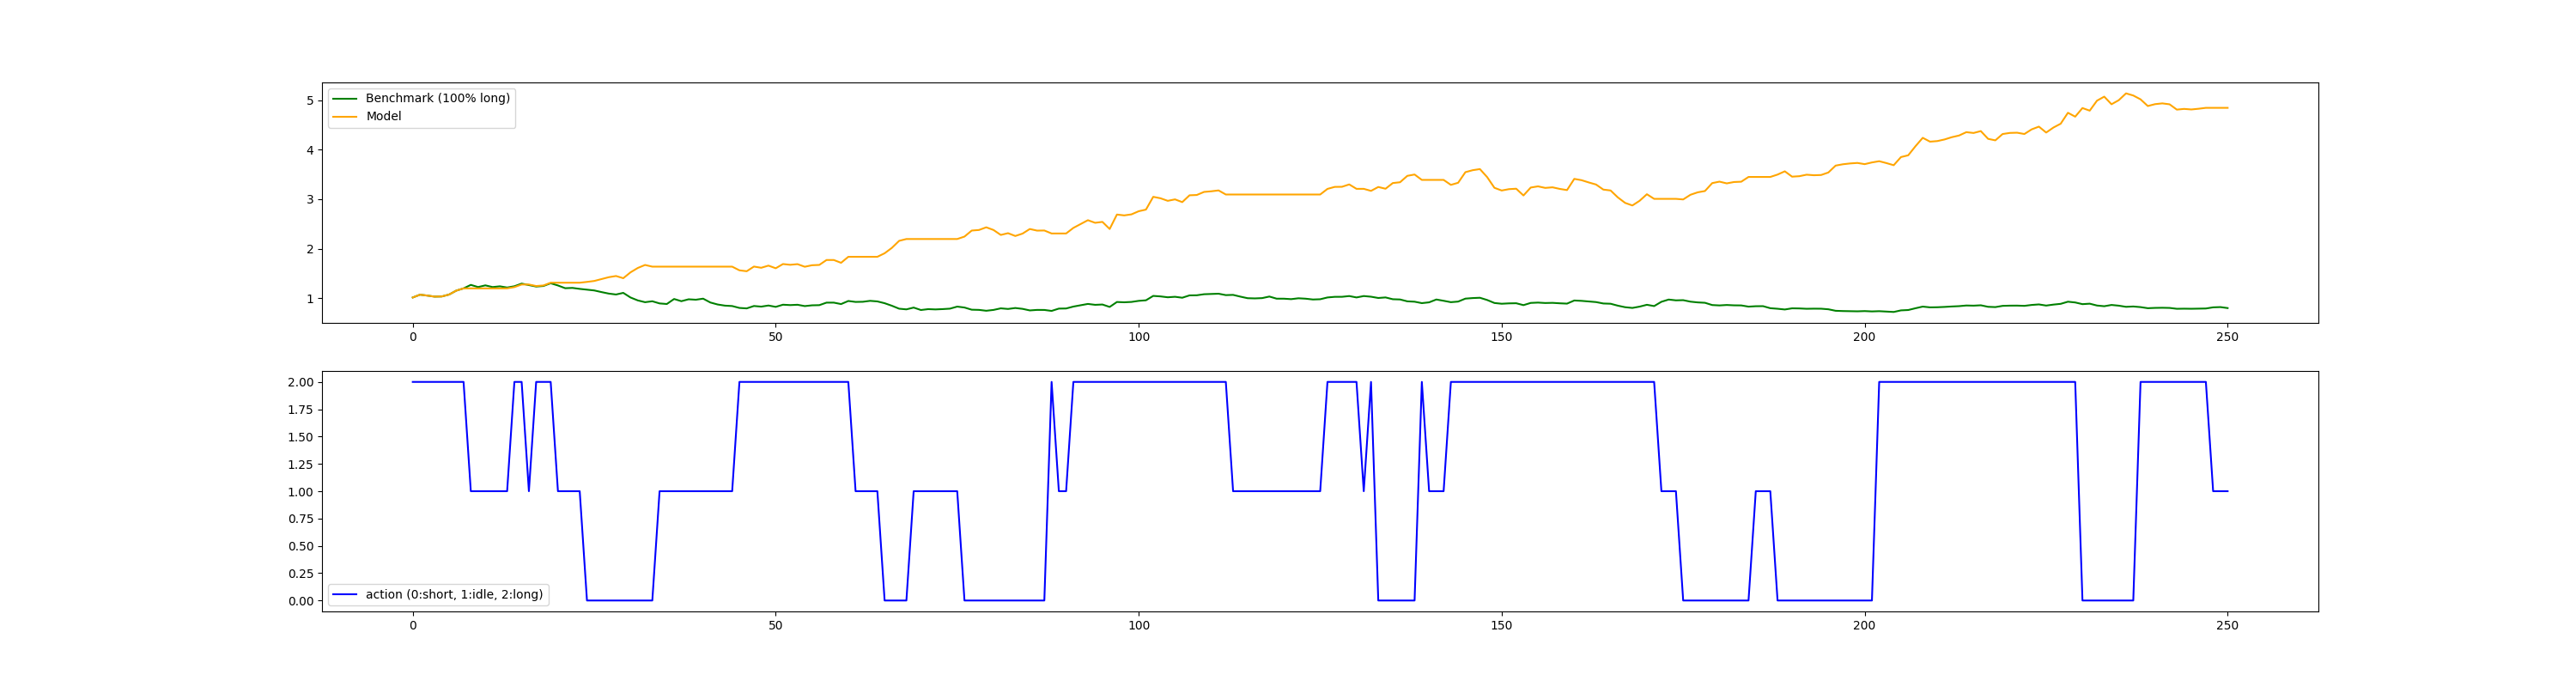 Benchmark (100% long)
Model
5
4
3
2
1
0 50 100 150 200 250
2.00
1.75
1.50
1.25
1.00
0.75
0.50
0.25
0.00
action (0:short, 1:idle, 2:long)
0 50 100 150 200 250